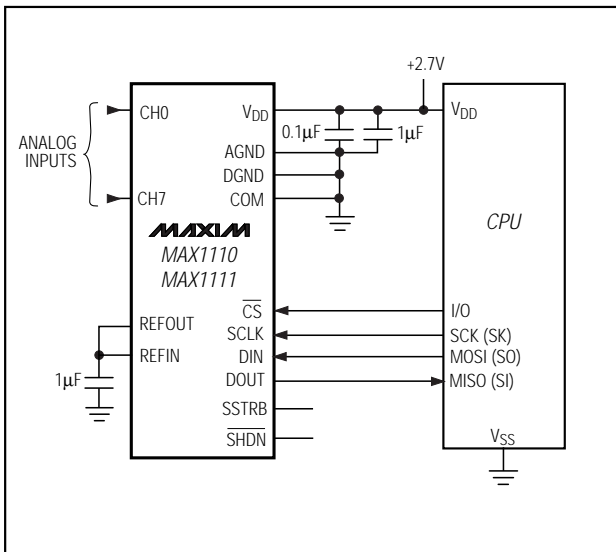 +2.7V
CH0
VDD
VDD
0.1µF
1µF
ANALOG
INPUTS
AGND
DGND
CH7
COM
MAXIM
MAX1110
MAX1111
CPU
CS
I/O
REFOUT
SCLK
SCK (SK)
REFIN
DIN
MOSI (SO)
1µF
DOUT
MISO (SI)
SSTRB
SHDN
VSS